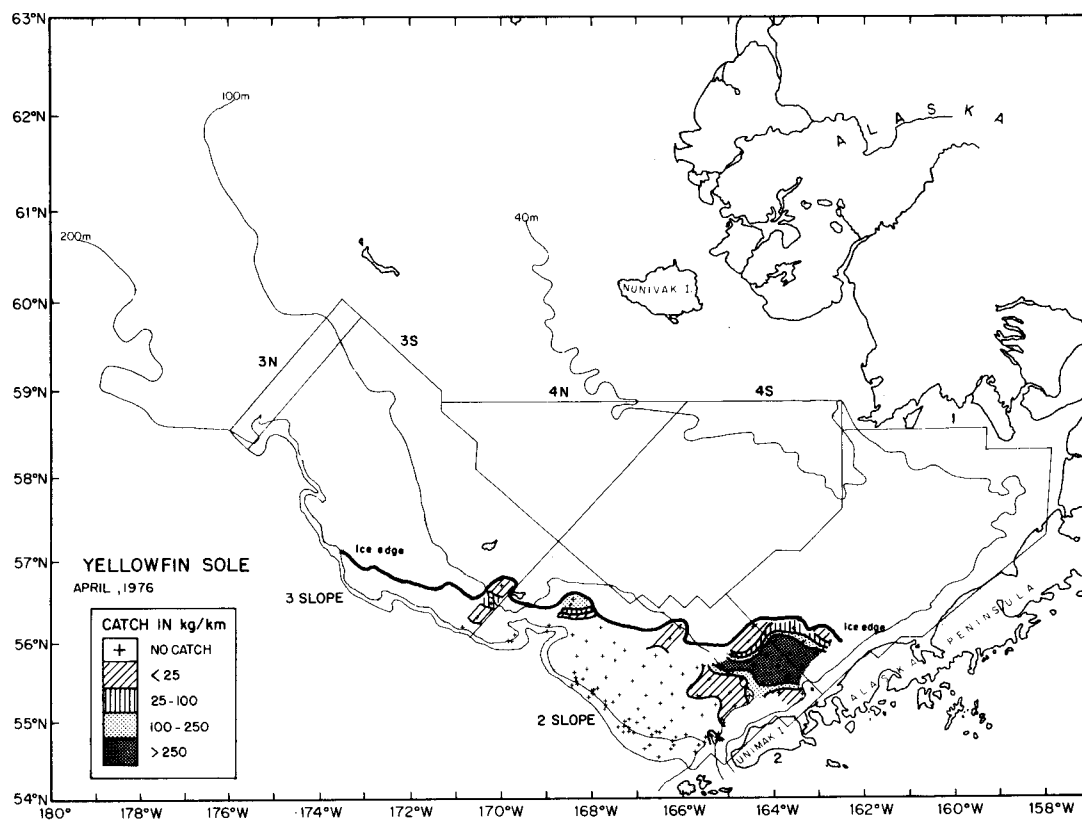 63°N
62°N
61°N
60°N
59°N
58°N
57°N
56°N
55°N
54°N
180°
178°W
176°W
174°W
172°W
170°W
168°W
166°W
164°W
162°W
160°W
158°W
100m
200m
40m
ALASKA
NUNIVAK I.
3N
3S
4N
4S
1
Ice edge
3 SLOPE
2 SLOPE
Ice edge
ALASKA PENINSULA
UNIMAK I.
2
YELLOWFIN SOLE
APRIL, 1976
CATCH IN kg/km
NO CATCH
< 25
25-100
100-250
>250